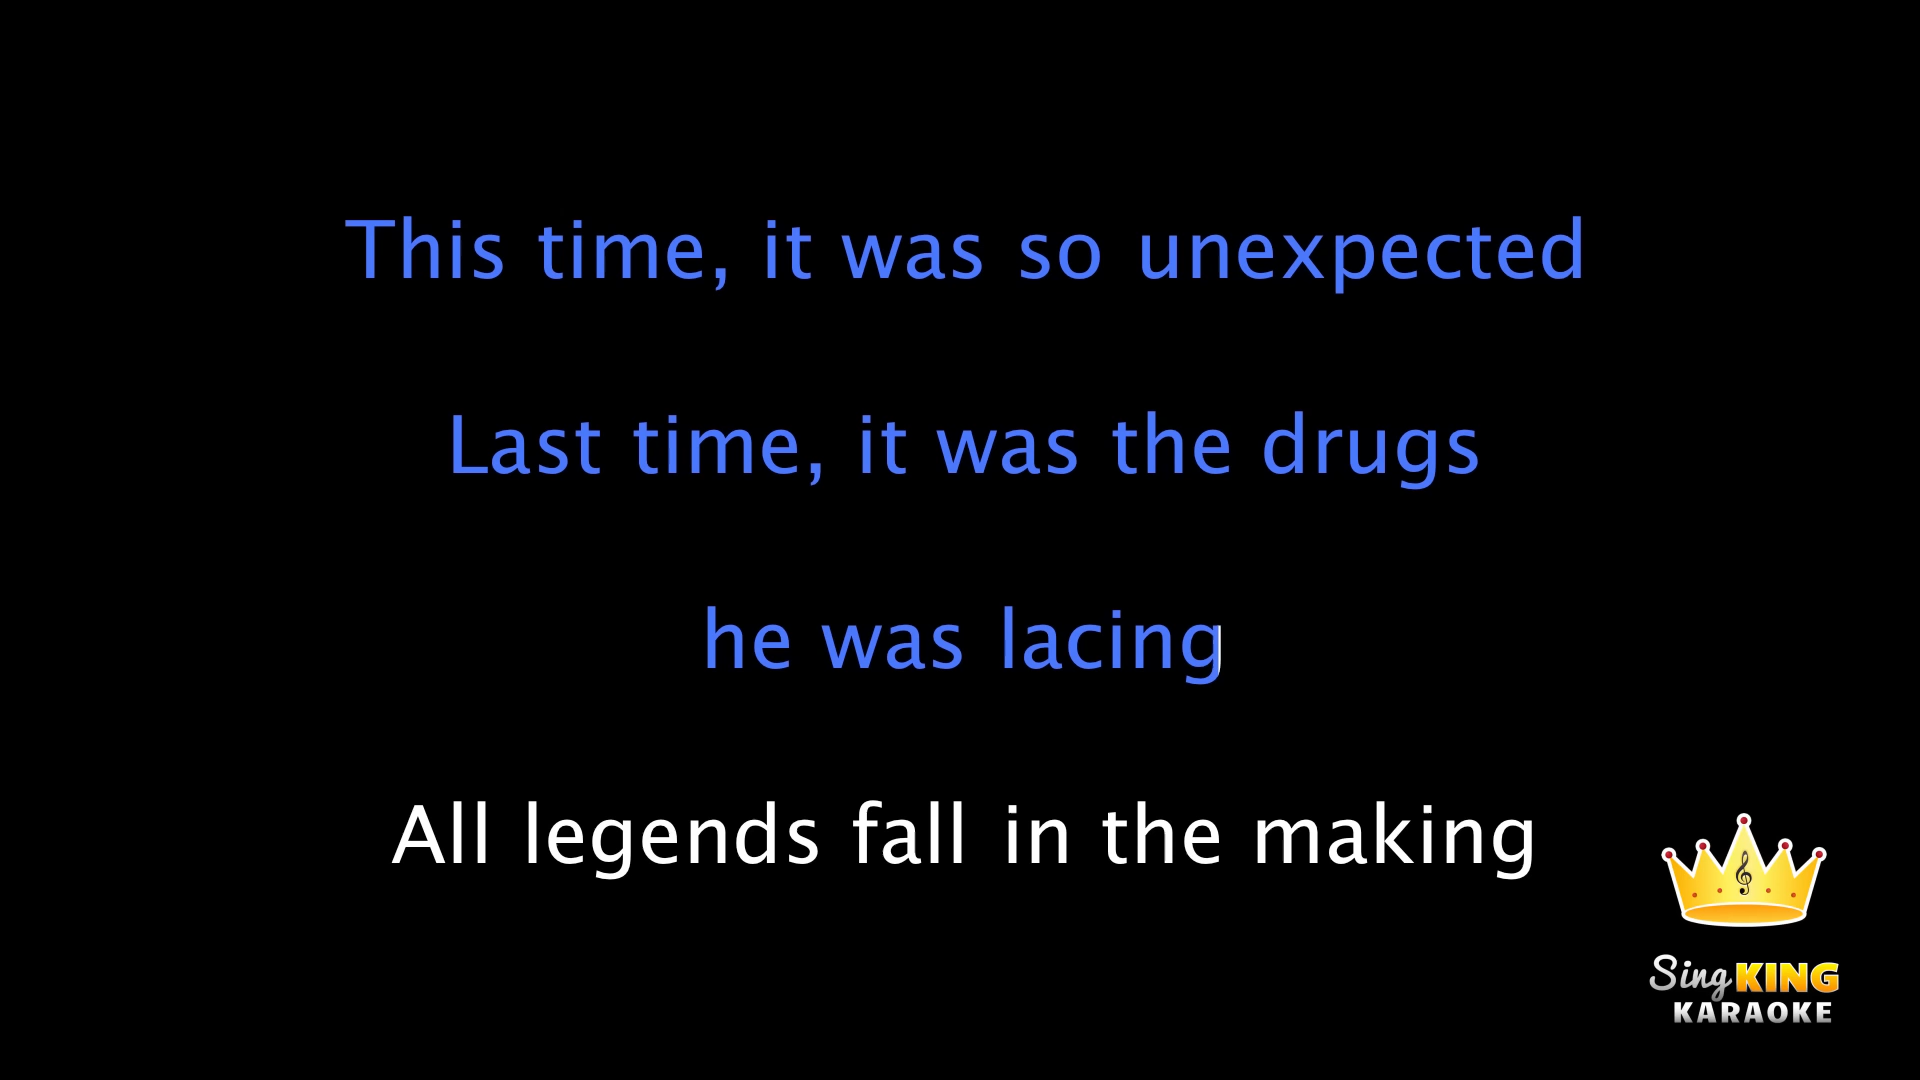 This time, it was so unexpected
Last time, it was the drugs
he was lacing
All legends fall in the making
Sing KING
KARAOKE